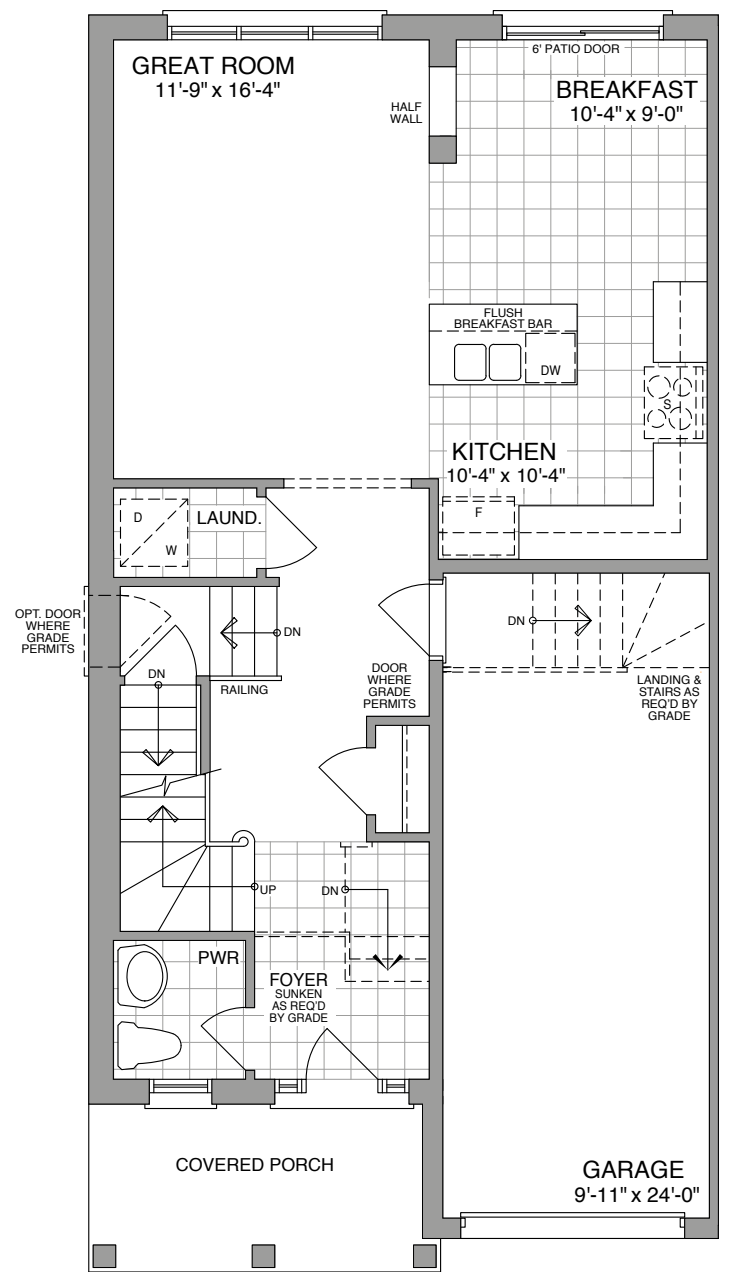 6' PATIO DOOR
GREAT ROOM
11'-9" x 16'-4"
BREAKFAST
10'-4" x 9'-0"
HALF
WALL
FLUSH
BREAKFAST BAR
DW
S
KITCHEN
10'-4" x 10'-4"
F
D
W
LAUND.
OPT. DOOR
WHERE
GRADE
PERMITS
DN
DN
DN
RAILING
DOOR
WHERE
GRADE
PERMITS
LANDING &
STAIRS AS
REQ'D BY
GRADE
UP
DN
PWR
FOYER
SUNKEN
AS REQ'D
BY GRADE
COVERED PORCH
GARAGE
9'-11" x 24'-0"